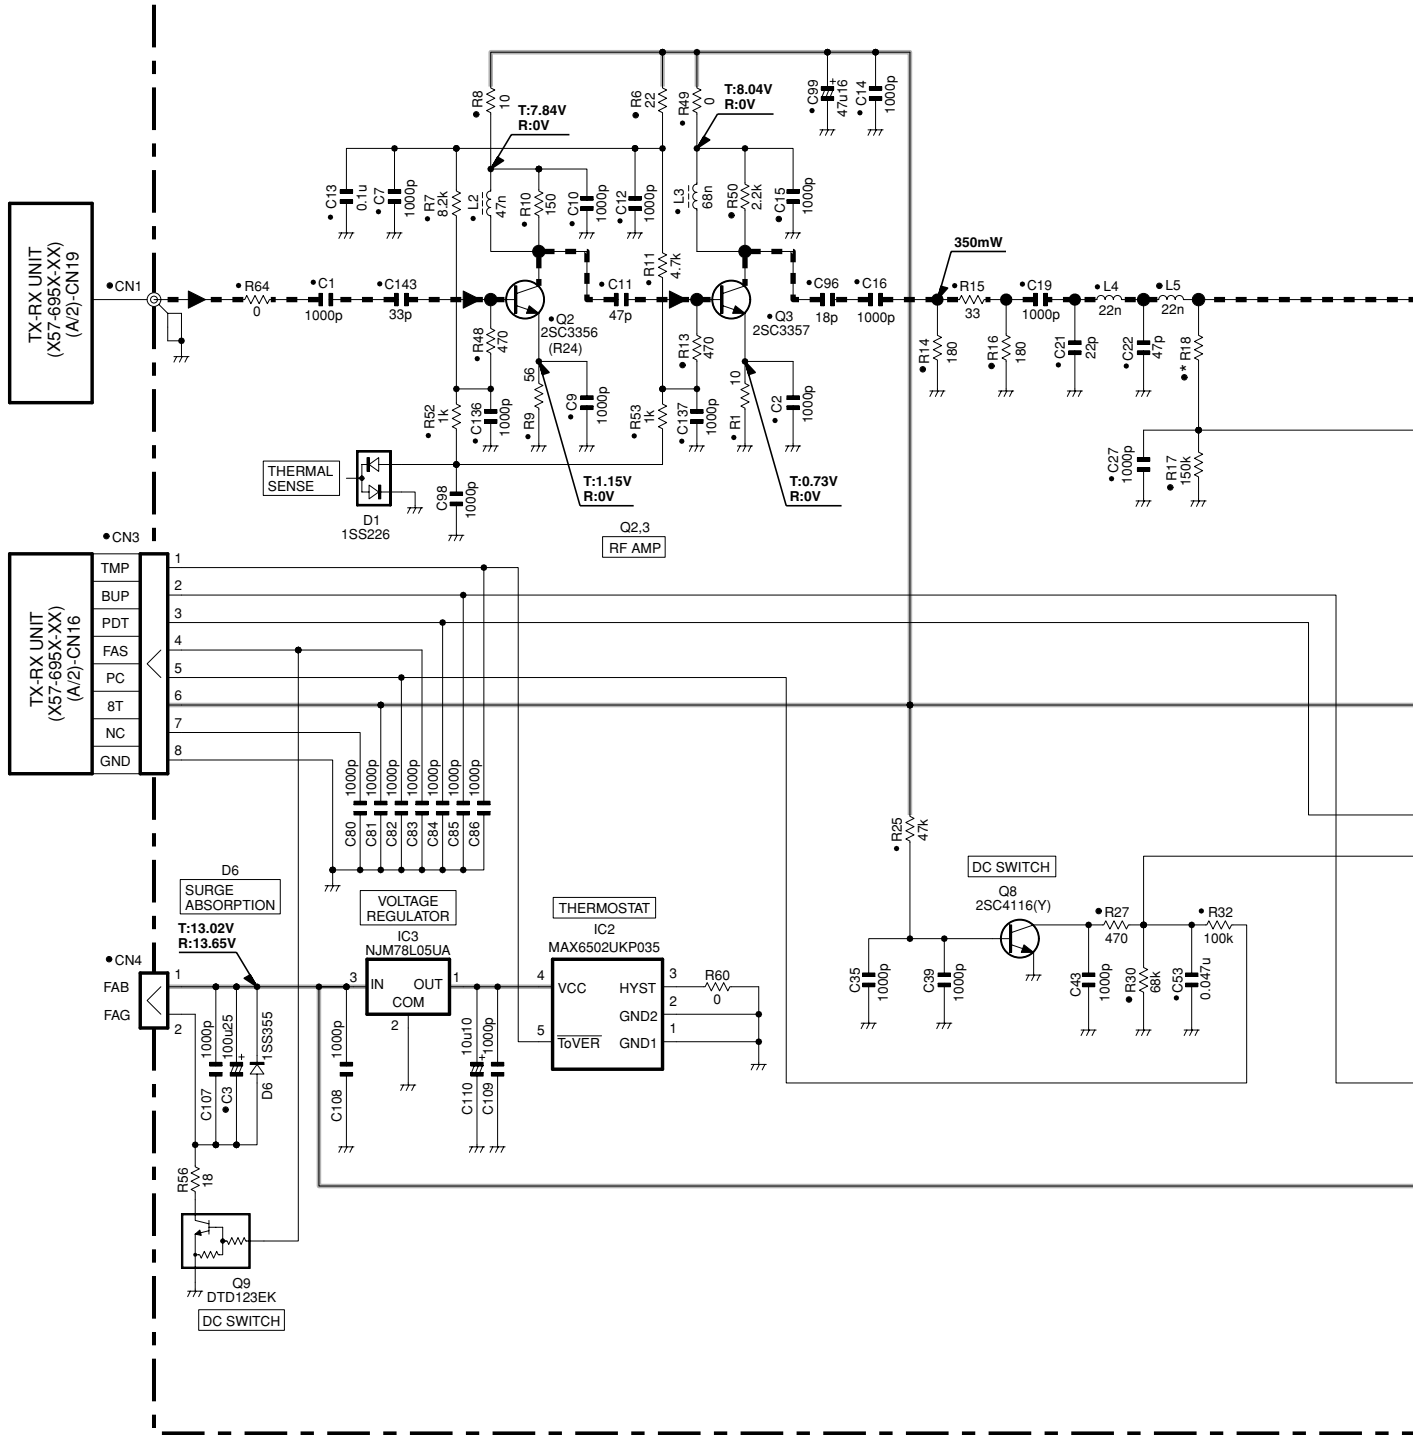 R8
10
T:7.84V
R:0V
R6
22
R49
0
T:8.04V
R:0V
C99
47u16
+
C14
1000p
TX-RX UNIT
(X57-695X-XX)
(A/2)-CN19
CN1
C13
0.1u
C7
1000p
R7
8.2k
L2
47n
R10
150
C10
1000p
C12
1000p
L3
68n
R50
2.2k
C15
1000p
R64
0
C1
1000p
C143
33p
Q2
2SC3356
(R24)
C11
47p
R11
4.7k
Q3
2SC3357
C96
18p
C16
1000p
350mW
R15
33
C19
1000p
L4
22n
L5
22n
R48
470
R13
470
R14
180
R16
180
C21
22p
C22
47p
* R18
R52
1k
C136
1000p
R9
56
C9
1000p
R53
1k
C137
1000p
R1
10
C2
1000p
C27
1000p
R17
150k
THERMAL
SENSE
D1
1SS226
C98
1000p
T:1.15V
R:0V
T:0.73V
R:0V
Q2,3
RF AMP
CN3
TX-RX UNIT
(X57-695X-XX)
(A/2)-CN16
TMP 1
BUP 2
PDT 3
FAS 4
PC 5
8T 6
NC 7
GND 8
C80 1000p
C81 1000p
C82 1000p
C83 1000p
C84 1000p
C85 1000p
C86 1000p
R25
47k
D6
SURGE
ABSORPTION
T:13.02V
R:13.65V
CN4
FAB 1
FAG 2
C107
1000p
C3
100u25
+
D6
1SS355
VOLTAGE
REGULATOR
IC3
NJM78L05UA
3 IN OUT 1
COM
2
C108
1000p
C110
10u10
+
C109
1000p
THERMOSTAT
IC2
MAX6502UKP035
4 VCC HYST 3
GND2 2
5 ToVER GND1 1
R60
0
DC SWITCH
Q8
2SC4116(Y)
C35
1000p
C39
1000p
R27
470
R32
100k
C43
1000p
R30
68k
C53
0.047u
R56
18
Q9
DTD123EK
DC SWITCH